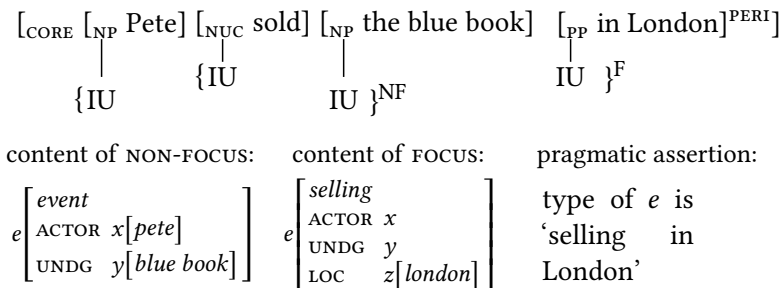 [CORE [NP Pete] [NUC sold] [NP the blue book] [PP in London]PERI]
{IU {IU IU }NF IU }F
content of NON-FOCUS: content of FOCUS: pragmatic assertion:
e[event e[selling type of e is
ACTOR x[pete] ACTOR x 'selling in
UNDG y[blue book]] UNDG y London'
LOC z[london]]